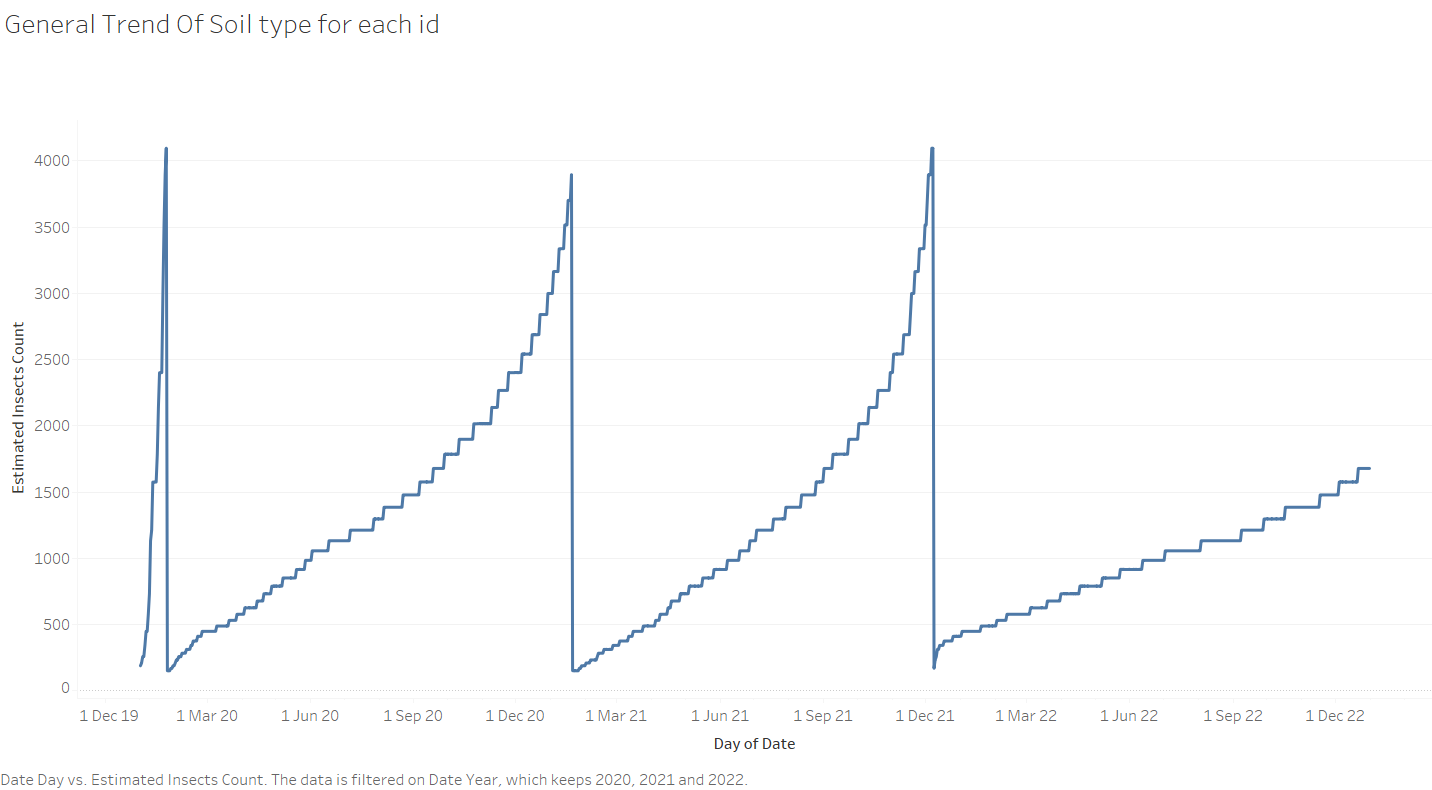 General Trend Of Soil type for each id
4000
3500
3000
2500
2000
1500
1000
500
0
Estimated Insects Count
1 Dec 19 1 Mar 20 1 Jun 20 1 Sep 20 1 Dec 20 1 Mar 21 1 Jun 21 1 Sep 21 1 Dec 21 1 Mar 22 1 Jun 22 1 Sep 22 1 Dec 22
Day of Date
Date Day vs. Estimated Insects Count. The data is filtered on Date Year, which keeps 2020, 2021 and 2022.